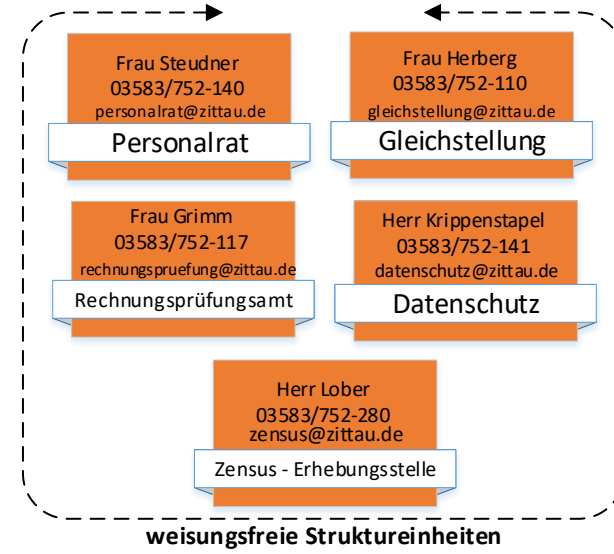 Frau Steudner
03583/752-140
personalrat@zittau.de
Personalrat
Frau Herberg
03583/752-110
gleichstellung@zittau.de
Gleichstellung
Frau Grimm
03583/752-117
rechnungspruefung@zittau.de
Rechnungsprüfungsamt
Herr Krippenstapel
03583/752-141
datenschutz@zittau.de
Datenschutz
Herr Lober
03583/752-280
zensus@zittau.de
Zensus - Erhebungsstelle
weisungsfreie Struktureinheiten